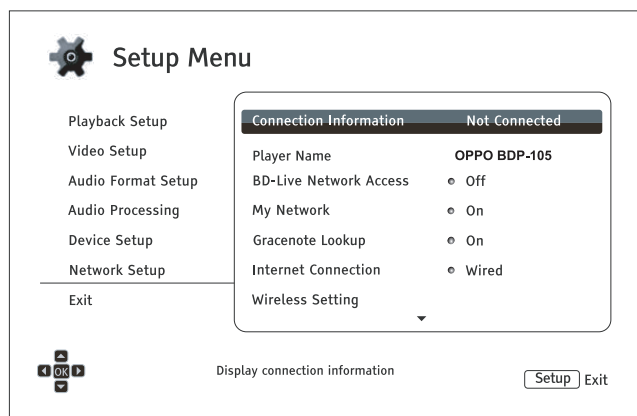 Setup Menu
Playback Setup
Video Setup
Audio Format Setup
Audio Processing
Device Setup
Network Setup
Exit
Connection Information Not Connected
Player Name OPPO BDP-105
BD-Live Network Access Off
My Network On
Gracenote Lookup On
Internet Connection Wired
Wireless Setting
OK
Display connection information
Setup Exit